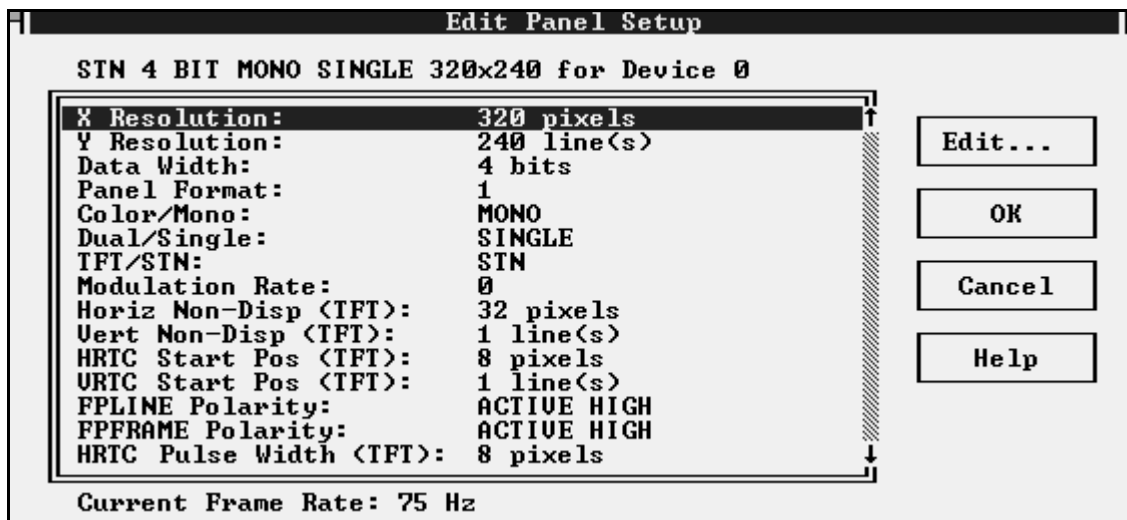 Edit Panel Setup
STN 4 BIT MONO SINGLE 320x240 for Device 0
X Resolution: 320 pixels
Y Resolution: 240 line(s)
Data Width: 4 bits
Panel Format: 1
Color/Mono: MONO
Dual/Single: SINGLE
TFT/STN: STN
Modulation Rate: 0
Horiz Non-Disp (TFT): 32 pixels
Vert Non-Disp (TFT): 1 line(s)
HRTC Start Pos (TFT): 8 pixels
VRTC Start Pos (TFT): 1 line(s)
FPLINE Polarity: ACTIVE HIGH
FPFRAME Polarity: ACTIVE HIGH
HRTC Pulse Width (TFT): 8 pixels
Edit...
OK
Cancel
Help
Current Frame Rate: 75 Hz